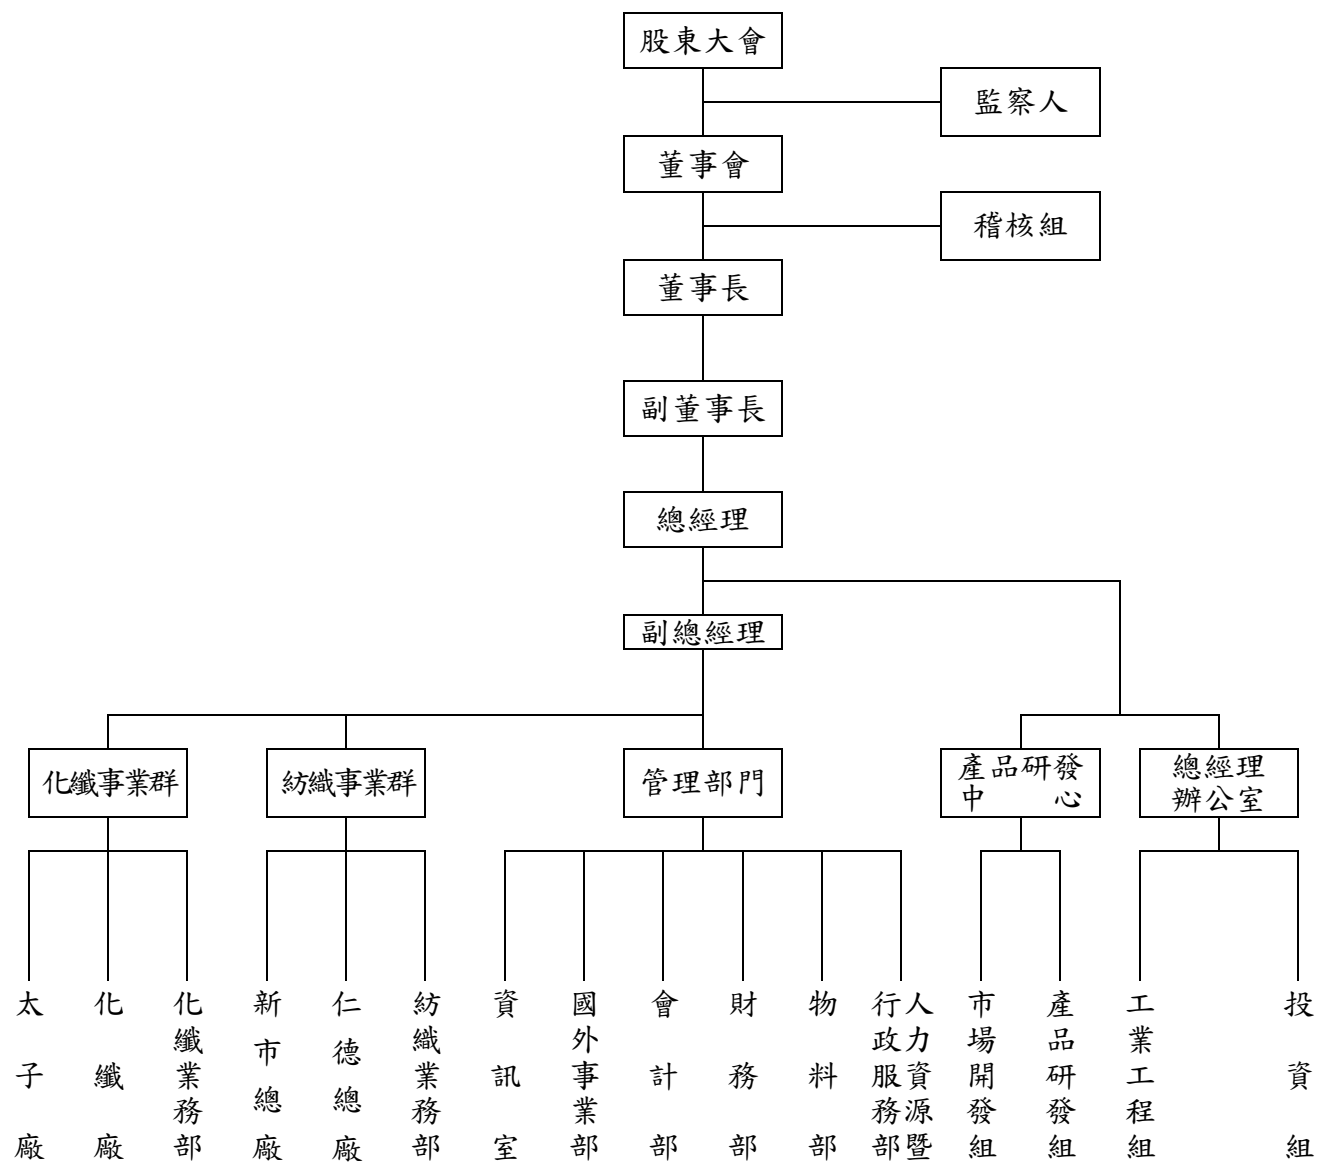 股東大會
監察人
董事會
稽核組
董事長
副董事長
總經理
副總經理
化纖事業群
紡織事業群
管理部門
產品研發
中心
總經理
辦公室
太子廠
化纖廠
化纖業務部
新市總廠
仁德總廠
紡織業務部
資訊室
國外事業部
會計部
財務部
物料部
人力資源暨
行政服務部
市場開發組
產品研發組
工業工程組
投資組